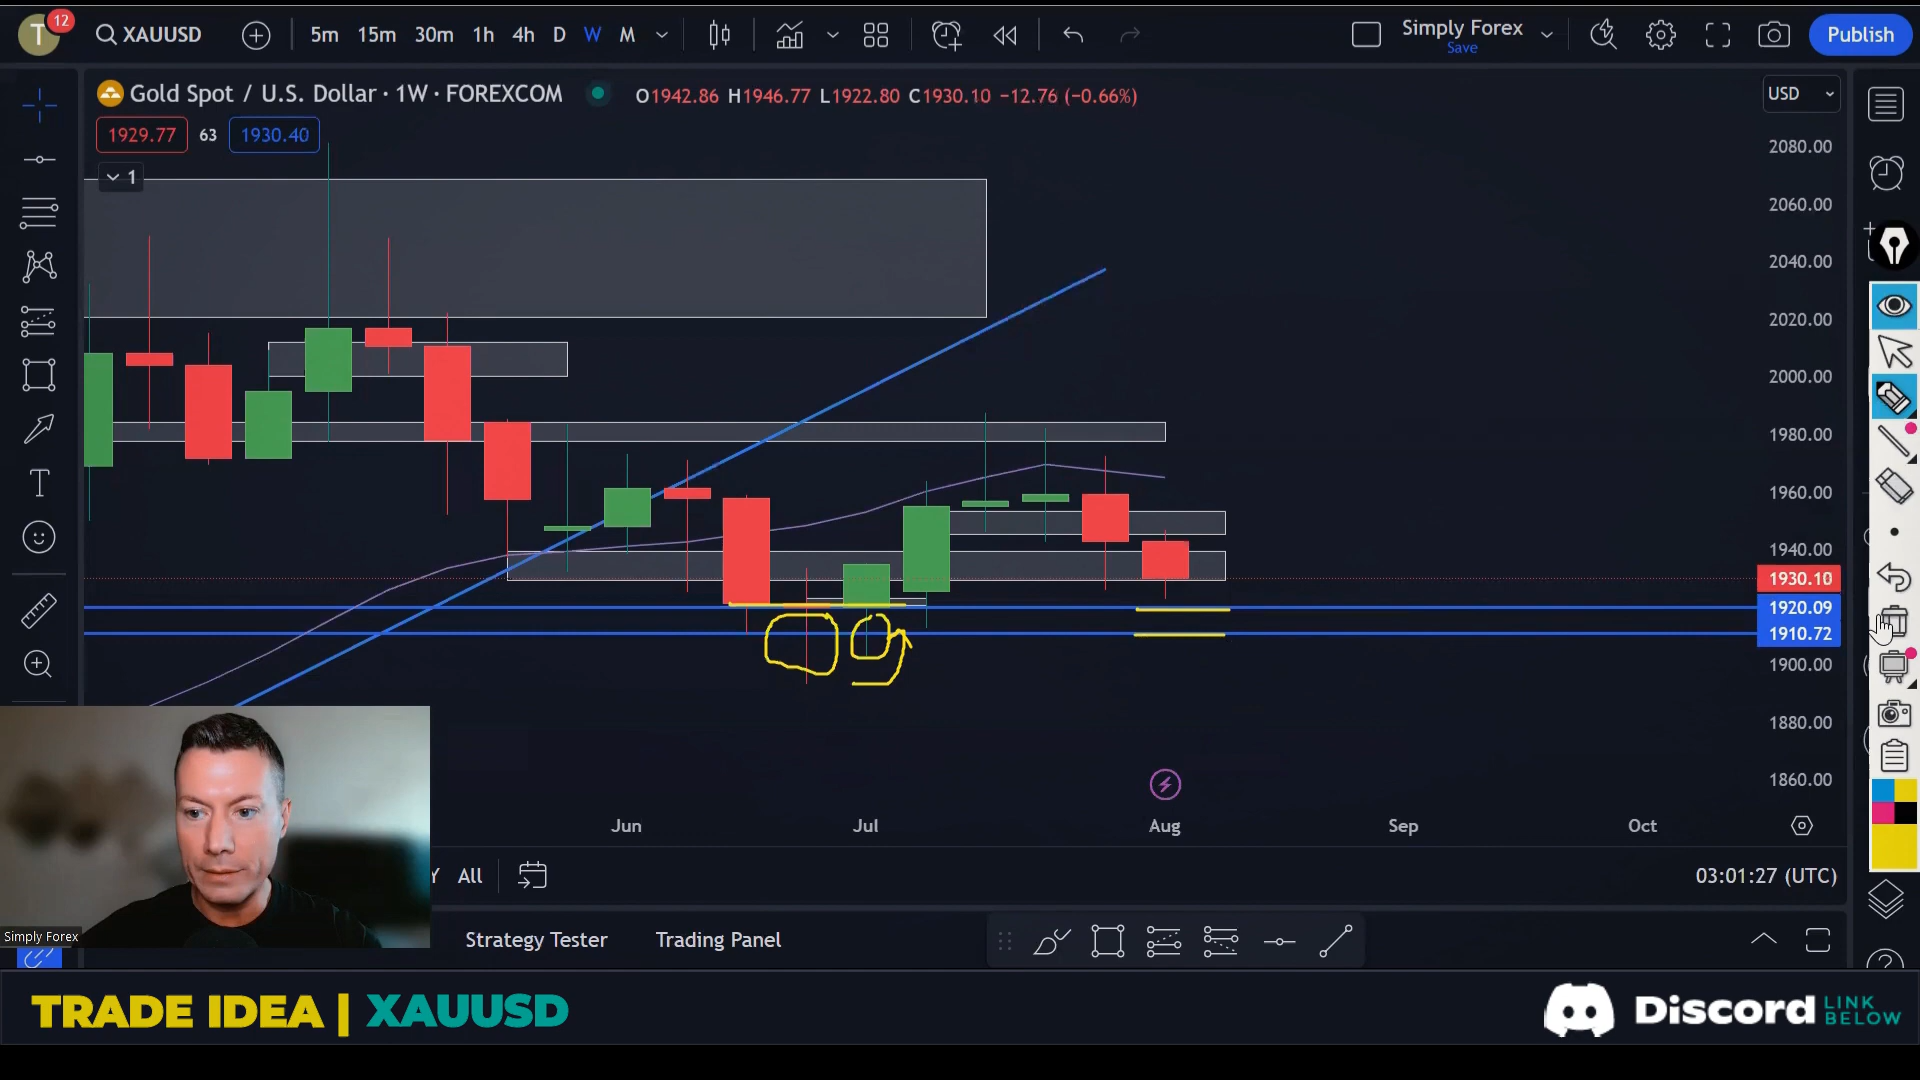 T 12 XAUUSD 5m 15m 30m 1h 4h D W M Simply Forex Publish
Save
Gold Spot / U.S. Dollar · 1W · FOREXCOM O1942.86 H1946.77 L1922.80 C1930.10 −12.76 (−0.66%) USD
1929.77 63 1930.40
1
2080.00
2060.00
2040.00
2020.00
2000.00
1980.00
1960.00
1940.00
1930.10
1920.09
1910.72
1900.00
1880.00
1860.00
Jun Jul Aug Sep Oct
Y All 03:01:27 (UTC)
Simply Forex
Strategy Tester Trading Panel
TRADE IDEA | XAUUSD
Discord LINK
BELOW